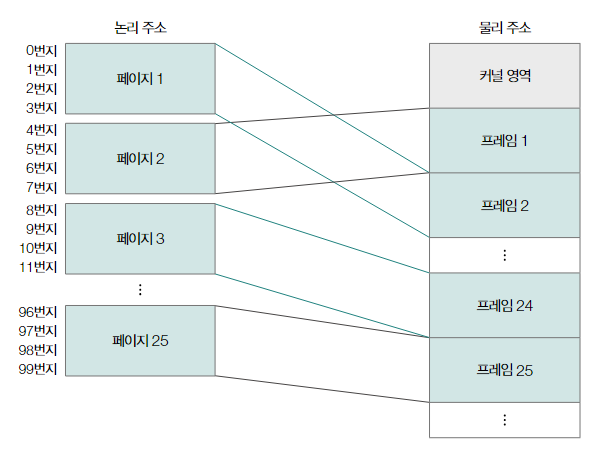 논리 주소
물리 주소
0번지
1번지
2번지
3번지
페이지 1
4번지
5번지
6번지
7번지
페이지 2
8번지
9번지
10번지
11번지
페이지 3
⋮
96번지
97번지
98번지
99번지
페이지 25
커널 영역
프레임 1
프레임 2
⋮
프레임 24
프레임 25
⋮